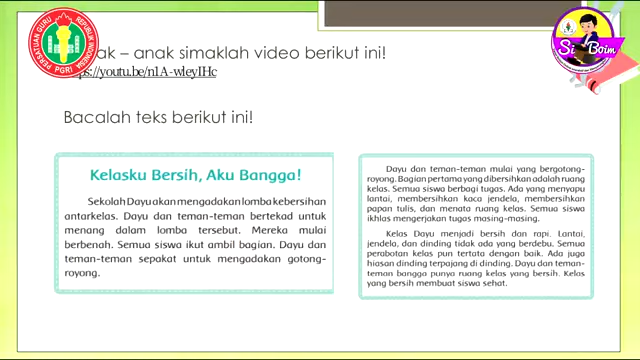 ak – anak simaklah video berikut ini!
ps://youtu.be/n1A-wleyIHc
Bacalah teks berikut ini!
Kelasku Bersih, Aku Bangga!
Sekolah Dayu akan mengadakan lomba kebersihan
antarkelas. Dayu dan teman-teman bertekad untuk
menang dalam lomba tersebut. Mereka mulai
berbenah. Semua siswa ikut ambil bagian. Dayu dan
teman-teman sepakat untuk mengadakan gotong-
royong.
Dayu dan teman-teman mulai yang bergotong-
royong. Bagian pertama yang dibersihkan adalah ruang
kelas. Semua siswa berbagi tugas. Ada yang menyapu
lantai, membersihkan kaca jendela, membersihkan
papan tulis, dan menata ruang kelas. Semua siswa
ikhlas mengerjakan tugas masing-masing.
Kelas Dayu menjadi bersih dan rapi. Lantai,
jendela, dan dinding tidak ada yang berdebu. Semua
perabotan kelas pun tertata dengan baik. Ada juga
hiasan dinding terpajang di dinding. Dayu dan teman-
teman bangga punya ruang kelas yang bersih. Kelas
yang bersih membuat siswa sehat.
PERSATUAN GURU
REPUBLIK INDONESIA
PGRI
Si Boim